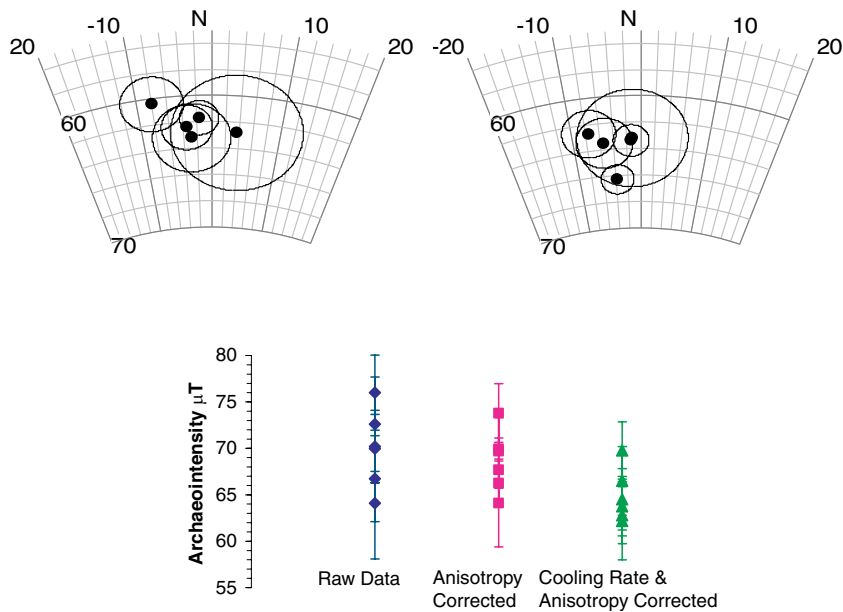 20 -10 N 10 20
60
70
-20 -10 N 10 20
60
70
Archaeointensity μT
80
75
70
65
60
55
Raw Data
Anisotropy
Corrected
Cooling Rate &
Anisotropy Corrected